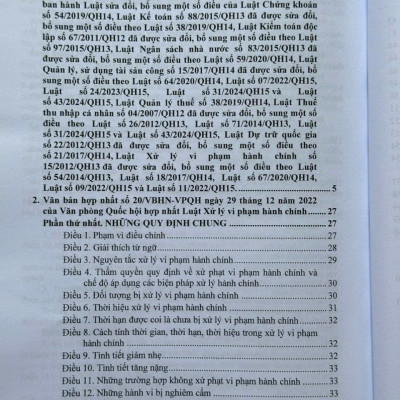 ban hành Luật sửa đổi, bổ sung một số điều của Luật Chứng khoán
số 54/2019/QH14, Luật Kế toán số 88/2015/QH13 đã được sửa đổi,
bổ sung một số điều theo Luật số 38/2019/QH14, Luật Kiểm toán độc
lập số 67/2011/QH12 đã được sửa đổi, bổ sung một số điều theo Luật
số 97/2015/QH13, Luật Ngân sách nhà nước số 83/2015/QH13 đã
được sửa đổi, bổ sung một số điều theo Luật số 59/2020/QH14, Luật
Quản lý, sử dụng tài sản công số 15/2017/QH14 đã được sửa đổi, bổ
sung một số điều theo Luật số 64/2020/QH14, Luật số 07/2022/QH15,
Luật số 24/2023/QH15, Luật số 31/2024/QH15 và Luật
số 43/2024/QH15, Luật Quản lý thuế số 38/2019/QH14, Luật Thuế
thu nhập cá nhân số 04/2007/QH12 đã được sửa đổi, bổ sung một số
điều theo Luật số 26/2012/QH13, Luật số 71/2014/QH13, Luật
số 31/2024/QH15 và Luật số 43/2024/QH15, Luật Dự trữ quốc gia
số 22/2012/QH13 đã được sửa đổi, bổ sung một số điều theo
số 21/2017/QH14, Luật Xử lý vi phạm hành chính số
15/2012/QH13 đã được sửa đổi, bổ sung một số điều theo Luật
số 54/2014/QH13, Luật số 18/2017/QH14, Luật số 67/2020/QH14,
Luật số 09/2022/QH15 và Luật số 11/2022/QH15. 5
2. Văn bản hợp nhất số 20/VBHN-VPQH ngày 29 tháng 12 năm 2022
của Văn phòng Quốc hội hợp nhất Luật Xử lý vi phạm hành chính 27
Phần thứ nhất. NHỮNG QUY ĐỊNH CHUNG 27
Điều 1. Phạm vi điều chỉnh 27
Điều 2. Giải thích từ ngữ 28
Điều 3. Nguyên tắc xử lý vi phạm hành chính 29
Điều 4. Thẩm quyền quy định về xử phạt vi phạm hành chính và
chế độ áp dụng các biện pháp xử lý hành chính 30
Điều 5. Đối tượng bị xử lý vi phạm hành chính 30
Điều 6. Thời hiệu xử lý vi phạm hành chính 31
Điều 7. Thời hạn được coi là chưa bị xử lý vi phạm hành chính 32
Điều 8. Cách tính thời gian, thời hạn, thời hiệu trong xử lý vi phạm
hành chính 32
Điều 9. Tình tiết giảm nhẹ 32
Điều 10. Tình tiết tăng nặng 32
Điều 11. Những trường hợp không xử phạt vi phạm hành chính 33
Điều 12. Những hành vi bị nghiêm cấm 33